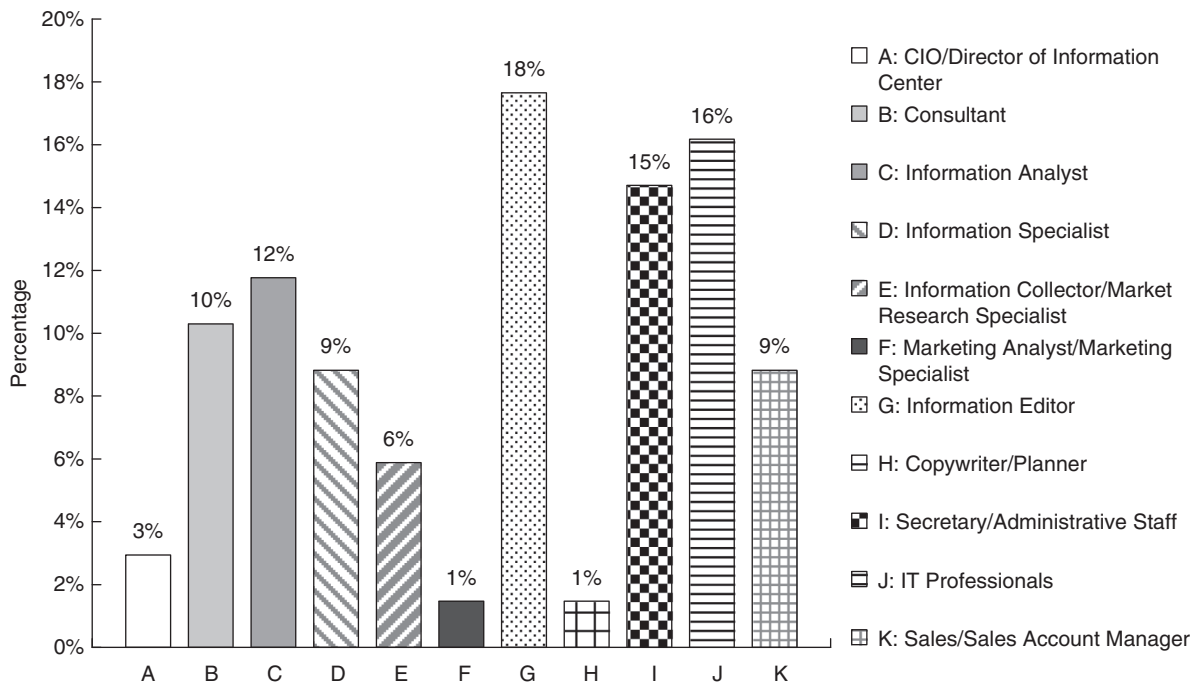 20%
18%
16%
14%
12%
10%
8%
6%
4%
2%
0%
Percentage
3%
10%
12%
9%
6%
1%
18%
1%
15%
16%
9%
A
B
C
D
E
F
G
H
I
J
K
A: CIO/Director of Information
Center
B: Consultant
C: Information Analyst
D: Information Specialist
E: Information Collector/Market
Research Specialist
F: Marketing Analyst/Marketing
Specialist
G: Information Editor
H: Copywriter/Planner
I: Secretary/Administrative Staff
J: IT Professionals
K: Sales/Sales Account Manager